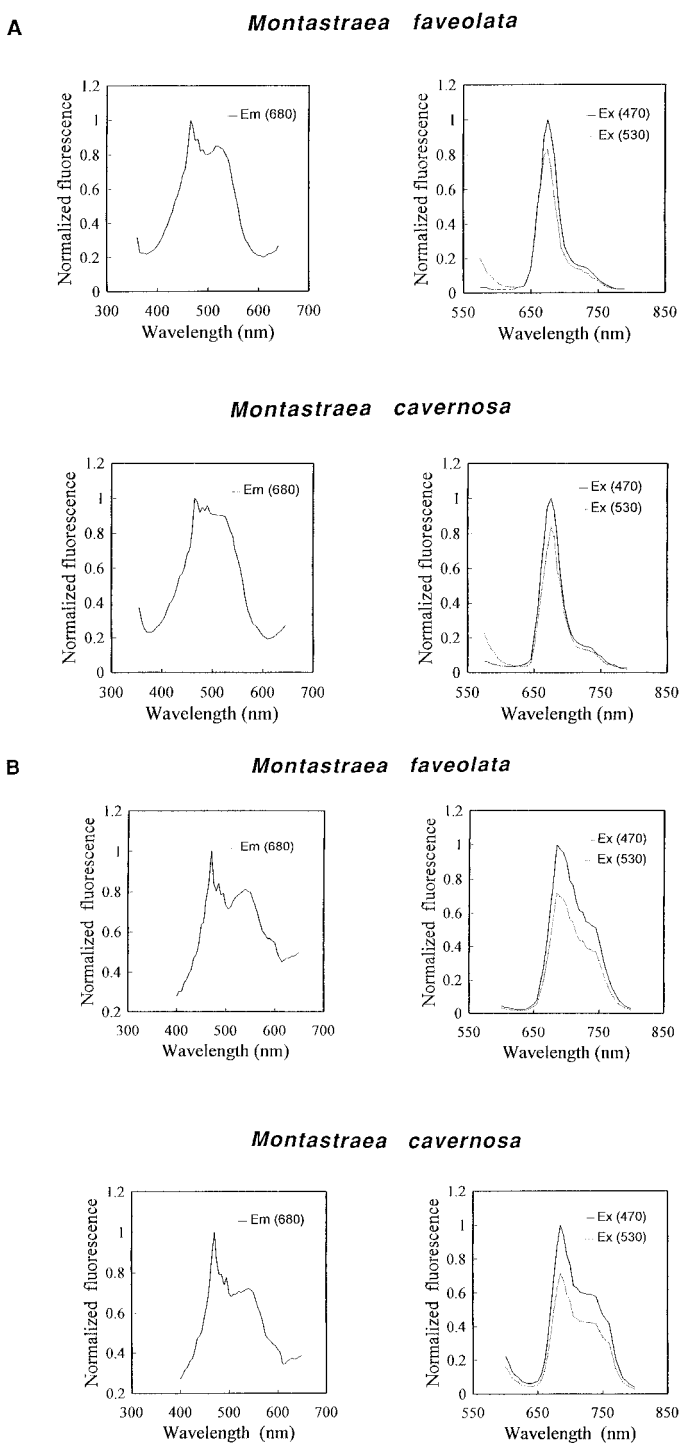 A
Montastraea faveolata
Normalized fluorescence
1.2
1
0.8
0.6
0.4
0.2
0
Em (680)
300 400 500 600 700
Wavelength (nm)
Normalized fluorescence
1.2
1
0.8
0.6
0.4
0.2
0
Ex (470)
Ex (530)
550 650 750 850
Wavelength (nm)
Montastraea cavernosa
Normalized fluorescence
1.2
1
0.8
0.6
0.4
0.2
0
Em (680)
300 400 500 600 700
Wavelength (nm)
Normalized fluorescence
1.2
1
0.8
0.6
0.4
0.2
0
Ex (470)
Ex (530)
550 650 750 850
Wavelength (nm)
B
Montastraea faveolata
Normalized fluorescence
1.2
1
0.8
0.6
0.4
0.2
Em (680)
300 400 500 600 700
Wavelength (nm)
Normalized fluorescence
1.2
1
0.8
0.6
0.4
0.2
0
Ex (470)
Ex (530)
550 650 750 850
Wavelength (nm)
Montastraea cavernosa
Normalized fluorescence
1.2
1
0.8
0.6
0.4
0.2
Em (680)
300 400 500 600 700
Wavelength (nm)
Normalized fluorescence
1.2
1
0.8
0.6
0.4
0.2
0
Ex (470)
Ex (530)
550 650 750 850
Wavelength (nm)